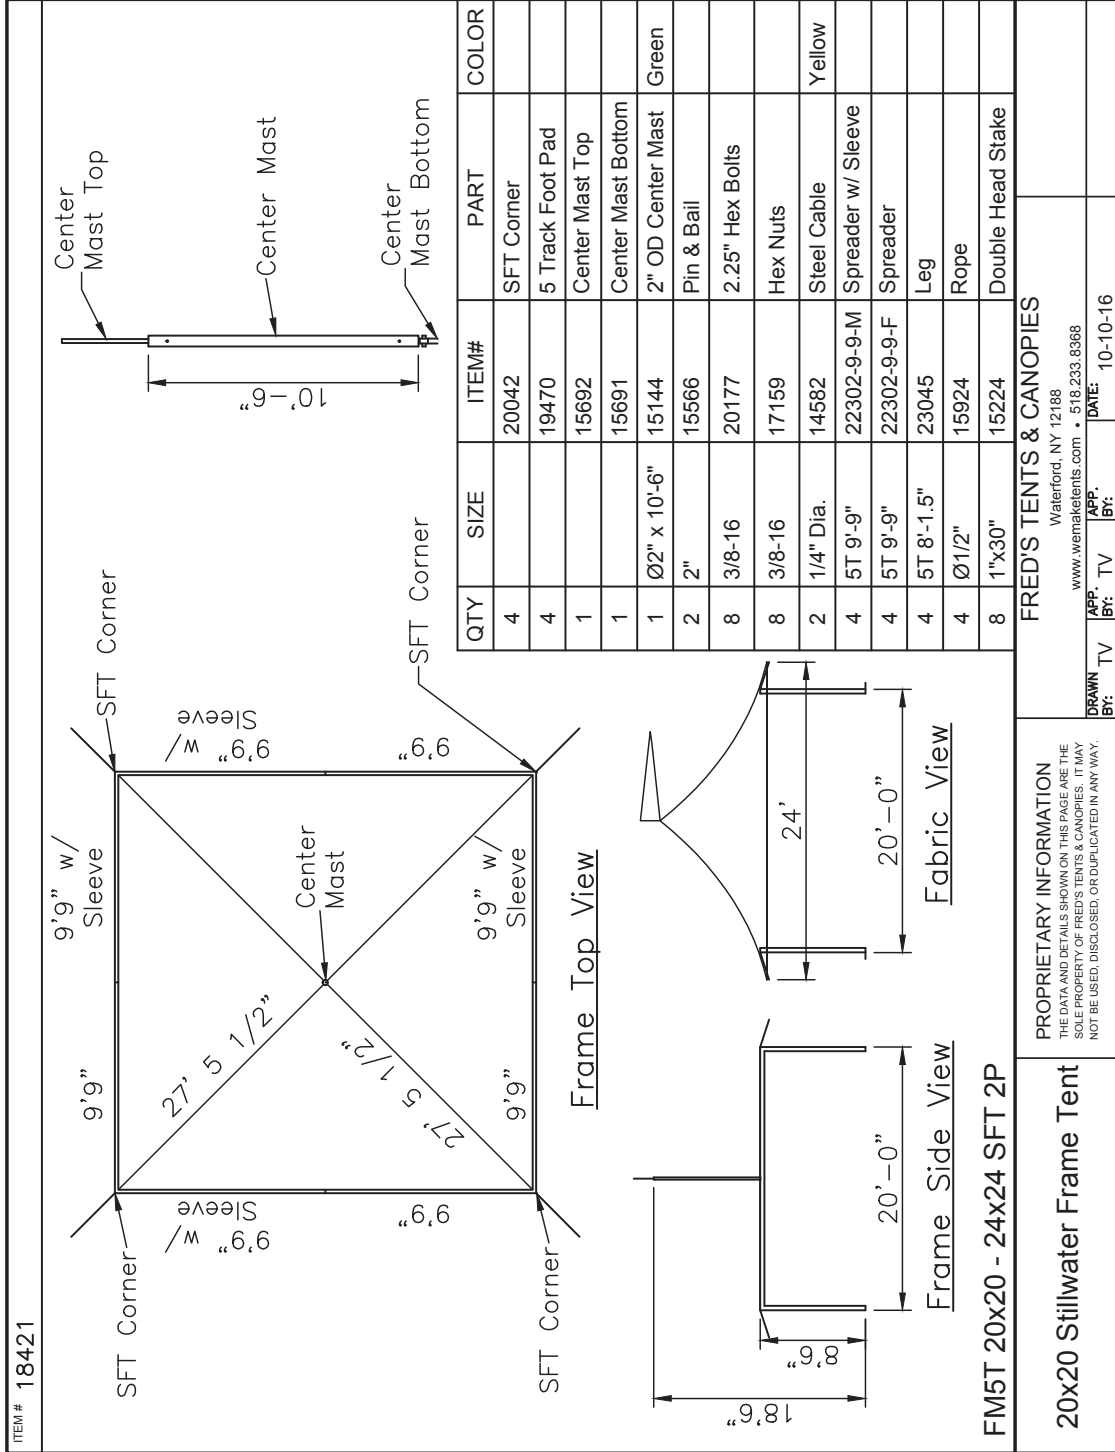 ITEM # 18421
SFT Corner
9'9"
9'9" w/
Sleeve
SFT Corner
27' 5 1/2"
27' 5 1/2"
Center
Mast
9'9" w/
Sleeve
9'9"
9'9" w/
Sleeve
9'9"
9'9"
9'9" w/
Sleeve
SFT Corner
SFT Corner
Frame Top View
Center
Mast Top
Center Mast
Center
Mast Bottom
10'-6"
18'6"
8'6"
20'-0"
Frame Side View
24'
20'-0"
Fabric View
QTY SIZE ITEM# PART COLOR
4 20042 SFT Corner
4 19470 5 Track Foot Pad
1 15692 Center Mast Top
1 15691 Center Mast Bottom
1 Ø2" x 10'-6" 15144 2" OD Center Mast Green
2 2" 15566 Pin & Bail
8 3/8-16 20177 2.25" Hex Bolts
8 3/8-16 17159 Hex Nuts
2 1/4" Dia. 14582 Steel Cable Yellow
4 5T 9'-9" 22302-9-9-M Spreader w/ Sleeve
4 5T 9'-9" 22302-9-9-F Spreader
4 5T 8'-1.5" 23045 Leg
4 Ø1/2" 15924 Rope
8 1"x30" 15224 Double Head Stake
FM5T 20x20 - 24x24 SFT 2P
20x20 Stillwater Frame Tent
PROPRIETARY INFORMATION
THE DATA AND DETAILS SHOWN ON THIS PAGE ARE THE
SOLE PROPERTY OF FRED'S TENTS & CANOPIES. IT MAY
NOT BE USED, DISCLOSED, OR DUPLICATED IN ANY WAY.
FRED'S TENTS & CANOPIES
Waterford, NY 12188
www.wemaketents.com • 518.233.8368
DRAWN BY: TV
APP. BY: TV
APP. BY:
DATE: 10-10-16